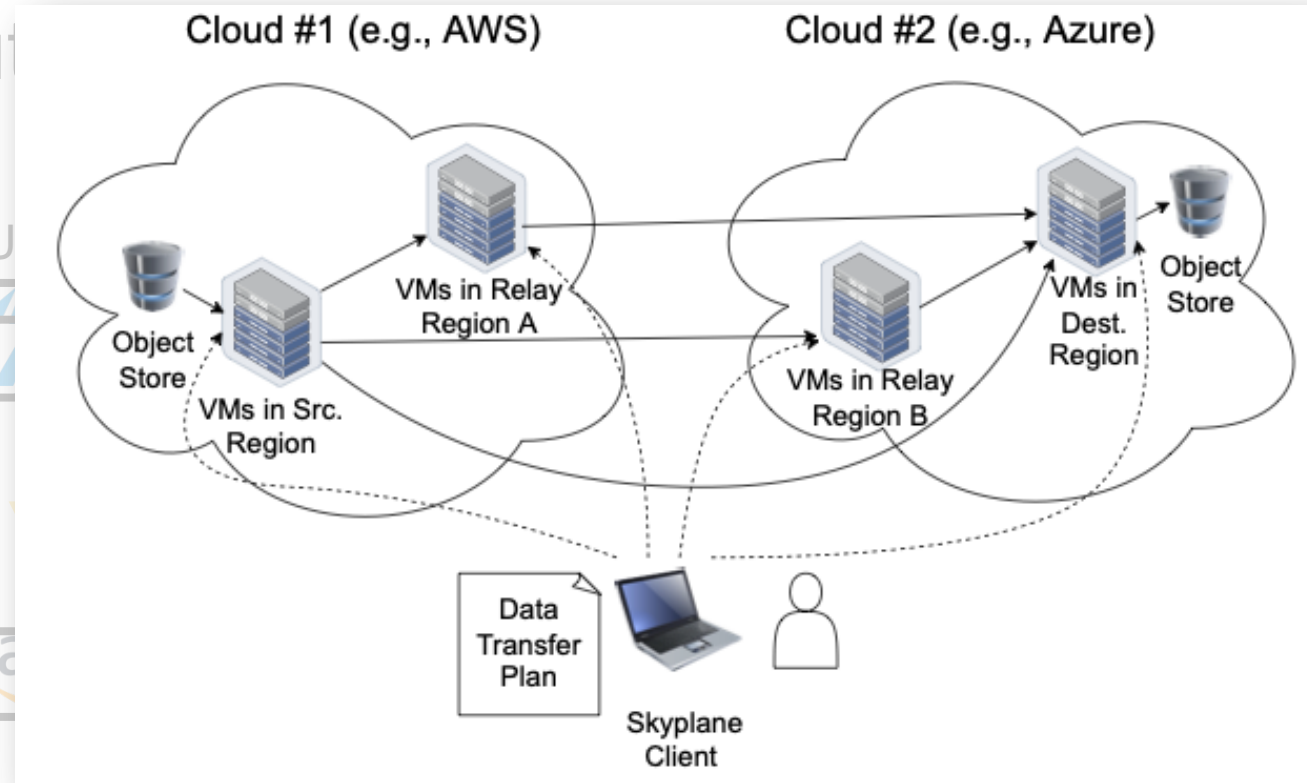 Cloud #1 (e.g., AWS)
Cloud #2 (e.g., Azure)
Object
Store
VMs in Src.
Region
VMs in Relay
Region A
VMs in Relay
Region B
VMs in
Dest.
Region
Object
Store
Data
Transfer
Plan
Skyplane
Client